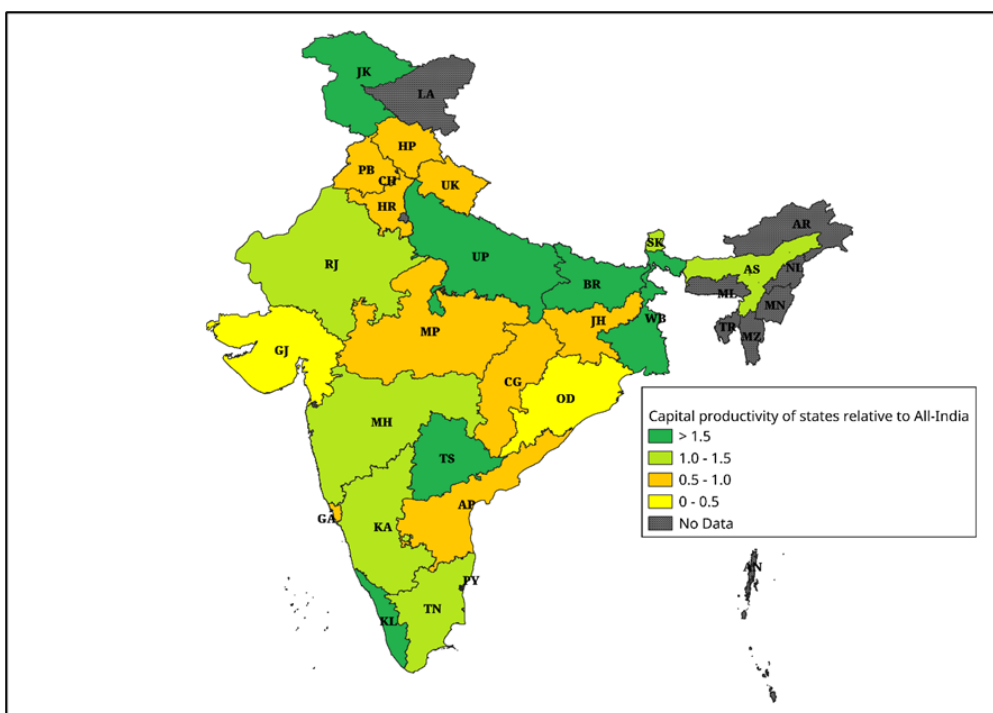 JK
LA
HP
PB
CH
UK
HR
AR
SK
RJ
UP
AS
NL
BR
ML
MN
JH
WB
TR
MZ
MP
GJ
CG
OD
MH
Capital productivity of states relative to All-India
> 1.5
1.0 - 1.5
0.5 - 1.0
0 - 0.5
No Data
TS
AP
GA
KA
AN
PY
TN
KL